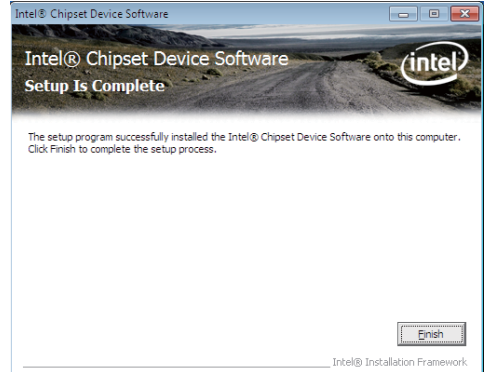 Intel® Chipset Device Software
Intel® Chipset Device Software
intel
Setup Is Complete
The setup program successfully installed the Intel® Chipset Device Software onto this computer.
Click Finish to complete the setup process.
Finish
Intel® Installation Framework